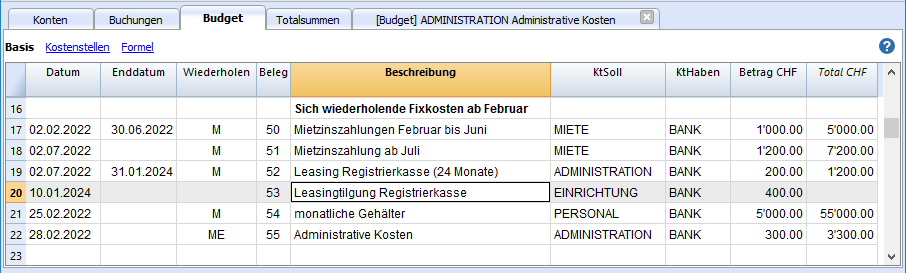 Konten Buchungen Budget Totalsummen [Budget] ADMINISTRATION Administrative Kosten
Basis Kostenstellen Formel ?
Datum Enddatum Wiederholen Beleg Beschreibung KtSoll KtHaben Betrag CHF Total CHF
16 Sich wiederholende Fixkosten ab Februar
17 02.02.2022 30.06.2022 M 50 Mietzinszahlungen Februar bis Juni MIETE BANK 1'000.00 5'000.00
18 02.07.2022 M 51 Mietzinszahlung ab Juli MIETE BANK 1'200.00 7'200.00
19 02.07.2022 31.01.2024 M 52 Leasing Registrierkasse (24 Monate) ADMINISTRATION BANK 200.00 1'200.00
20 10.01.2024 53 Leasingtilgung Registrierkasse EINRICHTUNG BANK 400.00
21 25.02.2022 M 54 monatliche Gehälter PERSONAL BANK 5'000.00 55'000.00
22 28.02.2022 ME 55 Administrative Kosten ADMINISTRATION BANK 300.00 3'300.00
23